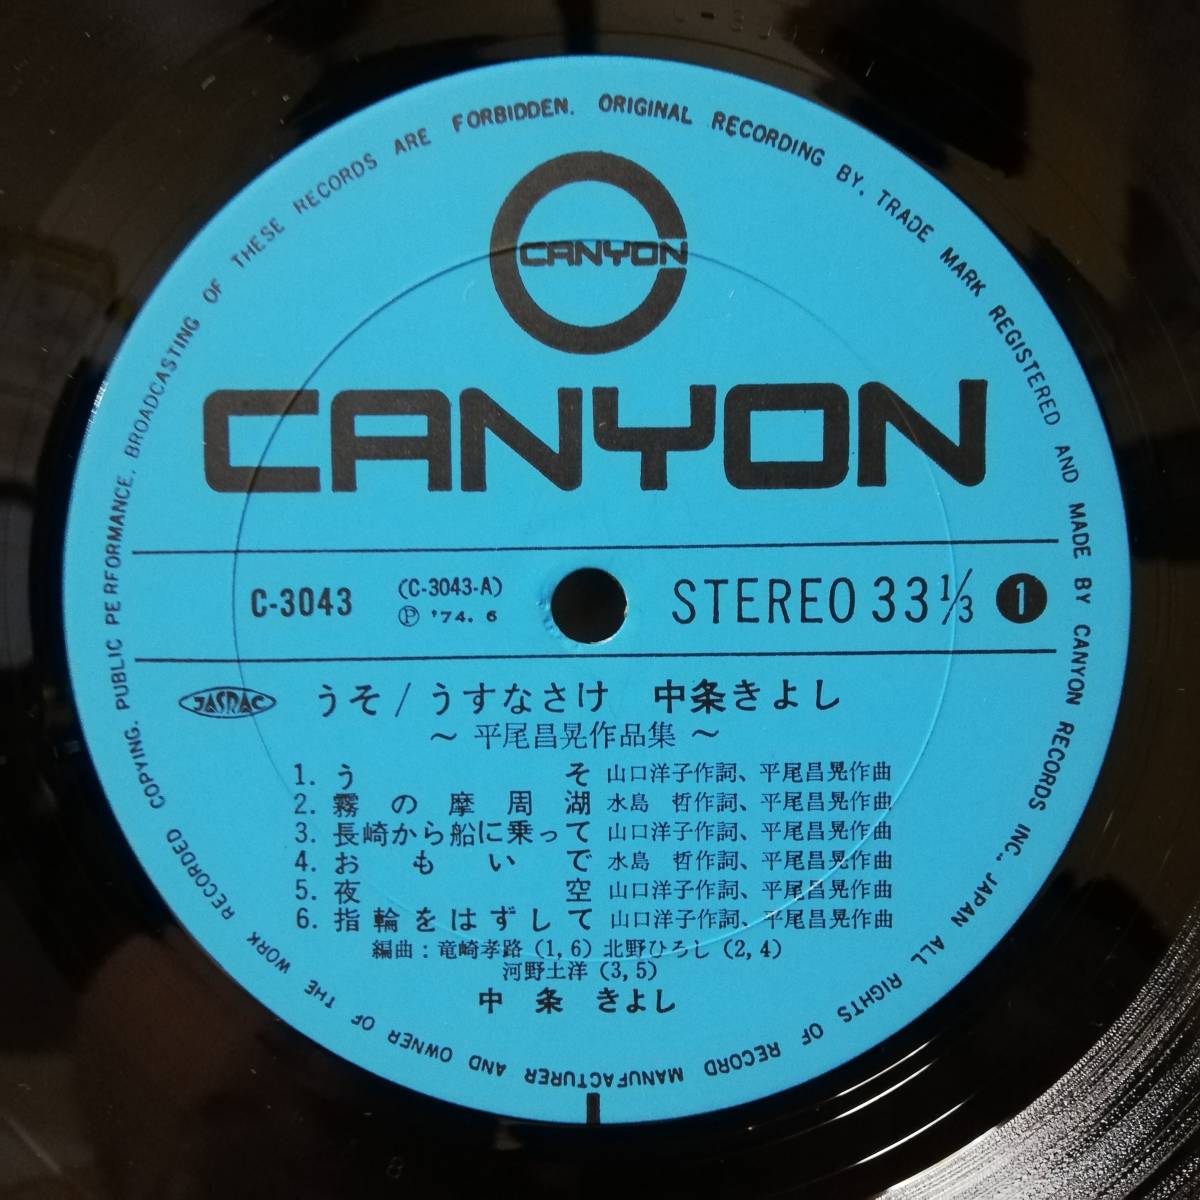 ORIGINAL RECORDING BY, TRADE MARK REGISTERED AND MADE BY CANYON RECORDS INC., JAPAN ALL RIGHTS OF RECORD MANUFACTURER AND OWNER OF THE WORK RECORDED COPYING, PUBLIC PERFORMANCE, BROADCASTING OF THESE RECORDS ARE FORBIDDEN.
CANYON
CANYON
C-3043
(C-3043-A)
Ⓟ '74. 6
STEREO 33⅓ 1
JASRAC
うそ/うすなさけ 中条きよし
～ 平尾昌晃作品集 ～
1. うそ 山口洋子作詞、平尾昌晃作曲
2. 霧の摩周湖 水島 哲作詞、平尾昌晃作曲
3. 長崎から船に乗って 山口洋子作詞、平尾昌晃作曲
4. おもいで 水島 哲作詞、平尾昌晃作曲
5. 夜空 山口洋子作詞、平尾昌晃作曲
6. 指輪をはずして 山口洋子作詞、平尾昌晃作曲
編曲：竜崎孝路 (1, 6) 北野ひろし (2, 4)
河野土洋 (3, 5)
中条 きよし